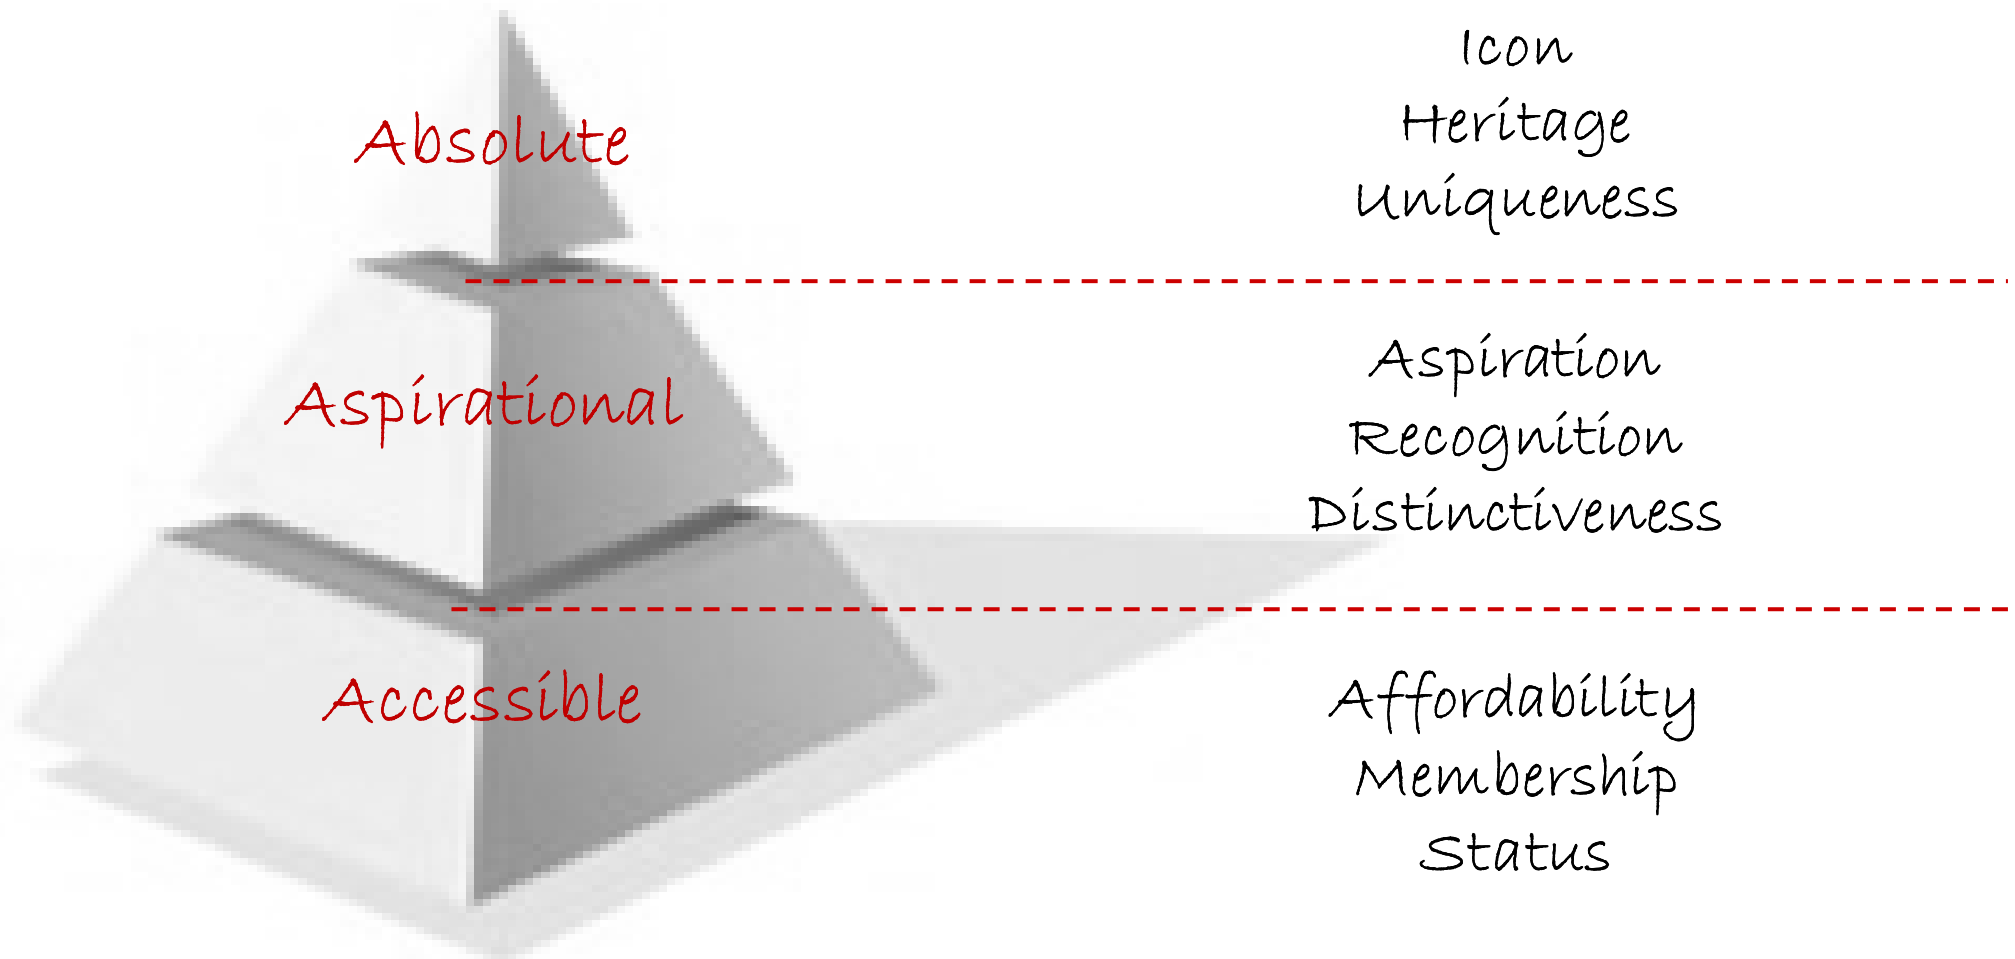 Absolute
Icon
Heritage
Uniqueness
Aspirational
Aspiration
Recognition
Distinctiveness
Accessible
Affordability
Membership
Status